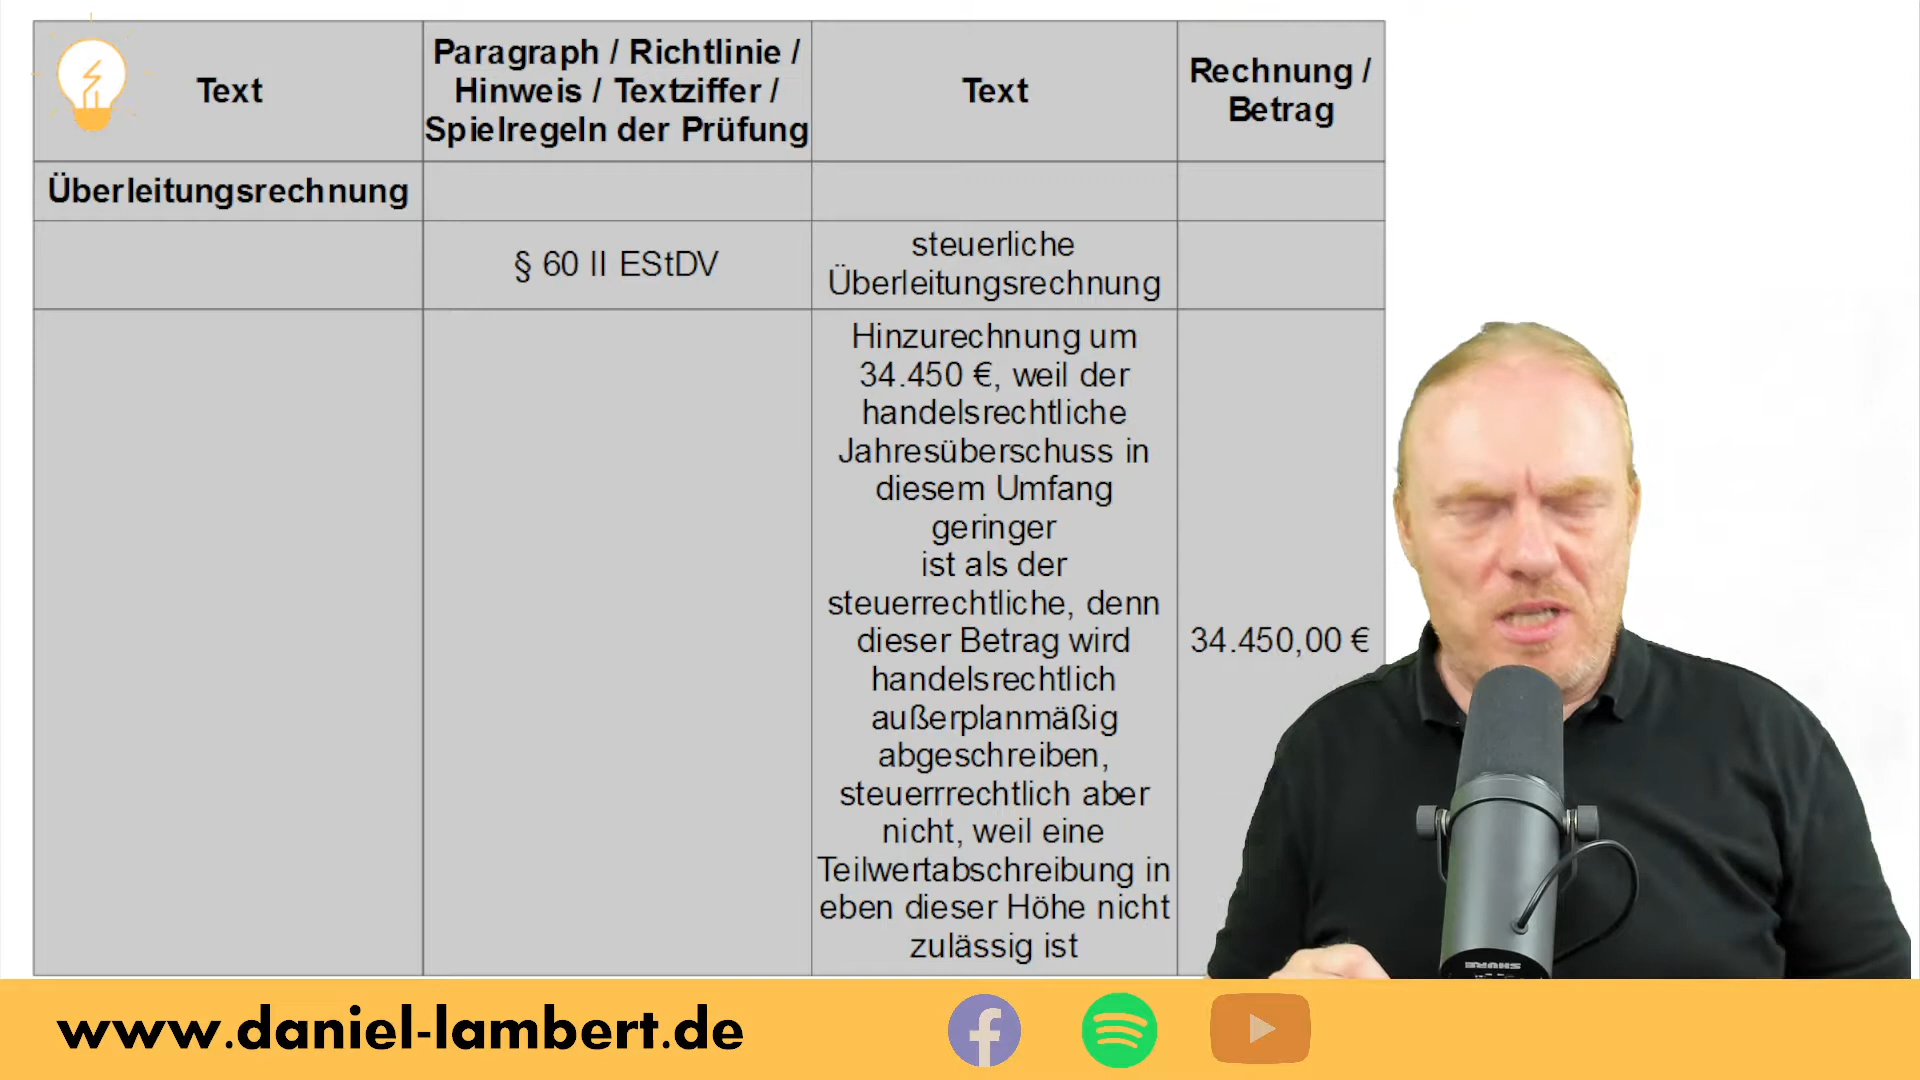 Text
Paragraph / Richtlinie /
Hinweis / Textziffer /
Spielregeln der Prüfung
Text
Rechnung /
Betrag
Überleitungsrechnung
§ 60 II EStDV
steuerliche
Überleitungsrechnung
Hinzurechnung um
34.450 €, weil der
handelsrechtliche
Jahresüberschuss in
diesem Umfang
geringer
ist als der
steuerrechtliche, denn
dieser Betrag wird
handelsrechtlich
außerplanmäßig
abgeschreiben,
steuerrrechtlich aber
nicht, weil eine
Teilwertabschreibung in
eben dieser Höhe nicht
zulässig ist
34.450,00 €
SHURE
www.daniel-lambert.de